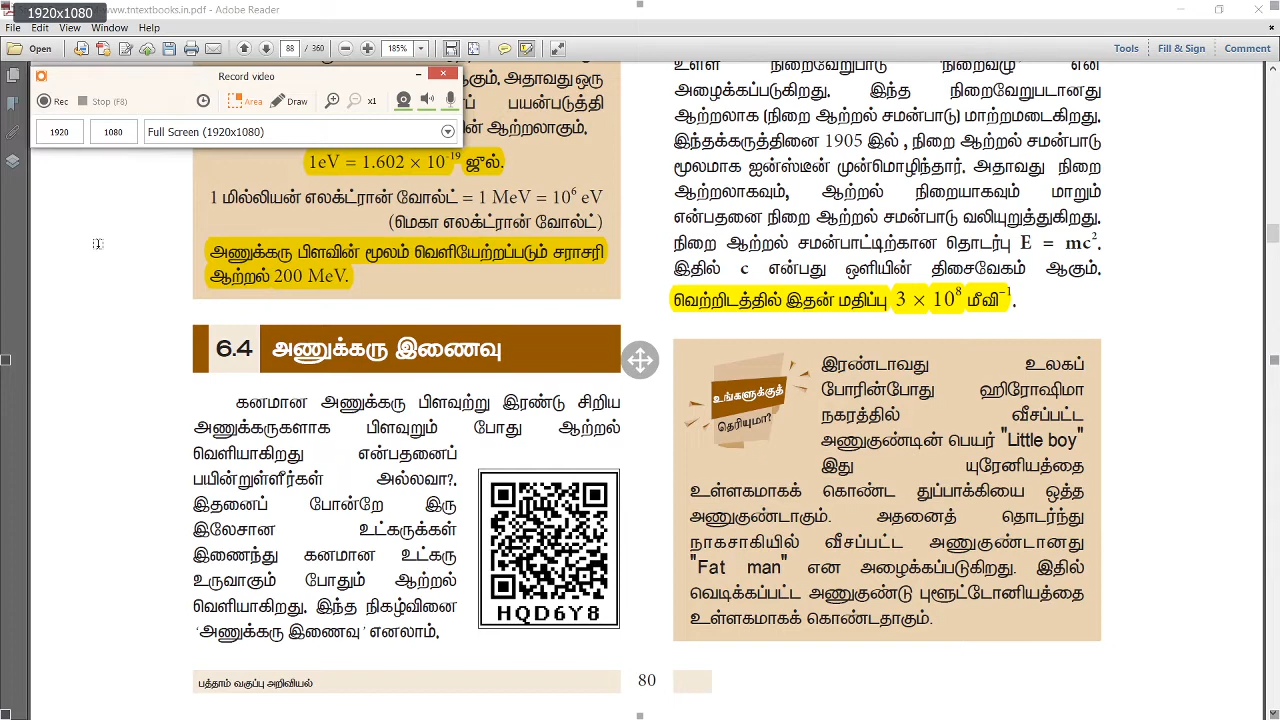 1920x1080
www.tntextbooks.in.pdf - Adobe Reader
File Edit View Window Help
Open 88 / 360 185% Tools Fill & Sign Comment
Record video
Rec Stop (F8) Area Draw x1
1920 1080 Full Screen (1920x1080)
ஆகும், அதாவது ஒரு
பயன்படுத்தி
ின் ஆற்றலாகும்.
1eV = 1.602 × 10⁻¹⁹ ஜுல்.
1 மில்லியன் எலக்ட்ரான் வோல்ட் = 1 MeV = 10⁶ eV
(மெகா எலக்ட்ரான் வோல்ட்)
அணுக்கரு பிளவின் மூலம் வெளியேற்றப்படும் சராசரி
ஆற்றல் 200 MeV.
6.4 அணுக்கரு இணைவு
கனமான அணுக்கரு பிளவுற்று இரண்டு சிறிய
அணுக்கருகளாக பிளவுறும் போது ஆற்றல்
வெளியாகிறது என்பதனைப்
பயின்றுள்ளீர்கள் அல்லவா?.
இதனைப் போன்றே இரு
இலேசான உட்கருக்கள்
இணைந்து கனமான உட்கரு
உருவாகும் போதும் ஆற்றல்
வெளியாகிறது. இந்த நிகழ்வினை
‘அணுக்கரு இணைவு’ எனலாம்.
HQD6Y8
உள்ள நிறைவேறுபாடு நிறைவழு என
அழைக்கப்படுகிறது. இந்த நிறைவேறுபடானது
ஆற்றலாக (நிறை ஆற்றல் சமன்பாடு) மாற்றமடைகிறது.
இந்தக்கருத்தினை 1905 இல் , நிறை ஆற்றல் சமன்பாடு
மூலமாக ஐன்ஸ்டீன் முன்மொழிந்தார். அதாவது நிறை
ஆற்றலாகவும், ஆற்றல் நிறையாகவும் மாறும்
என்பதனை நிறை ஆற்றல் சமன்பாடு வலியுறுத்துகிறது.
நிறை ஆற்றல் சமன்பாட்டிற்கான தொடர்பு E = mc².
இதில் c என்பது ஒளியின் திசைவேகம் ஆகும்.
வெற்றிடத்தில் இதன் மதிப்பு 3 × 10⁸ மீவி⁻¹.
உங்களுக்குத்
தெரியுமா?
இரண்டாவது உலகப்
போரின்போது ஹிரோஷிமா
நகரத்தில் வீசப்பட்ட
அணுகுண்டின் பெயர் "Little boy"
இது யுரேனியத்தை
உள்ளகமாகக் கொண்ட துப்பாக்கியை ஒத்த
அணுகுண்டாகும். அதனைத் தொடர்ந்து
நாகசாகியில் வீசப்பட்ட அணுகுண்டானது
"Fat man" என அழைக்கப்படுகிறது. இதில்
வெடிக்கப்பட்ட அணுகுண்டு புளூட்டோனியத்தை
உள்ளகமாகக் கொண்டதாகும்.
பத்தாம் வகுப்பு அறிவியல்
80